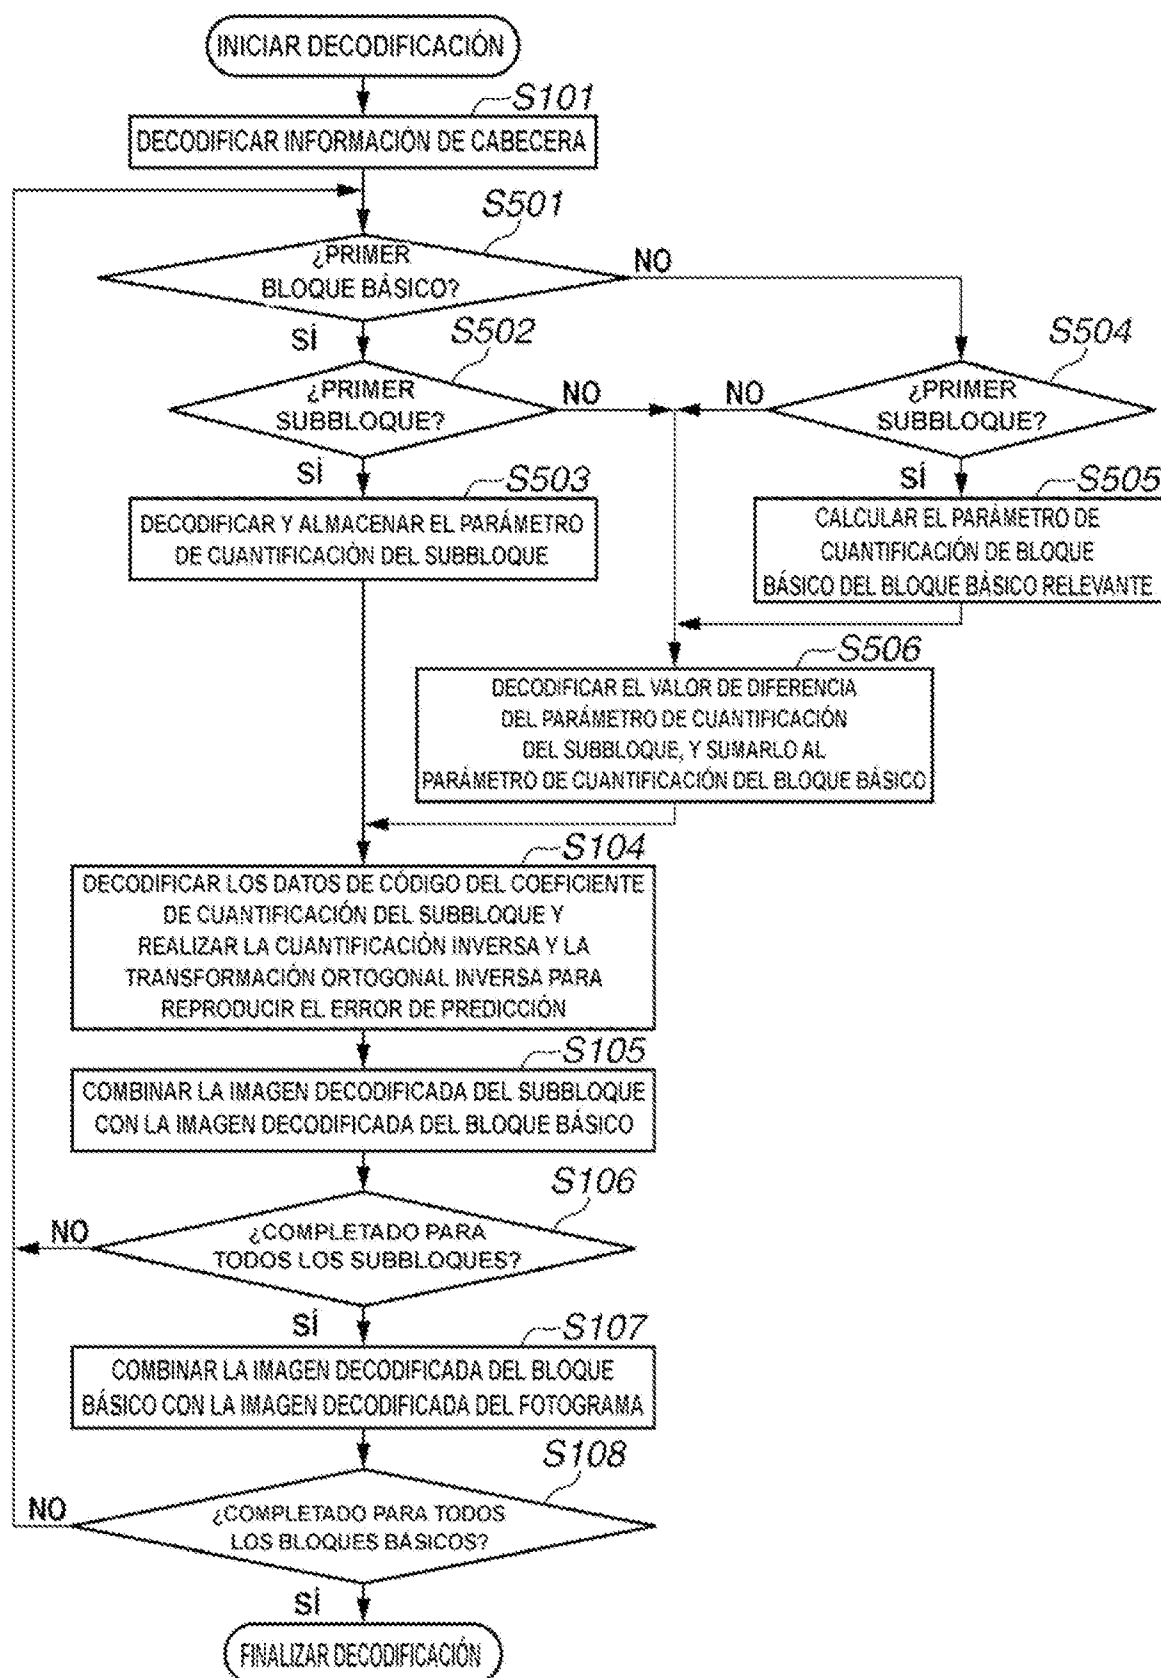 INICIAR DECODIFICACIÓN
S101
DECODIFICAR INFORMACIÓN DE CABECERA
S501
¿PRIMER
BLOQUE BÁSICO?
NO
SÍ
S502
¿PRIMER
SUBBLOQUE?
NO
S504
¿PRIMER
SUBBLOQUE?
NO
SÍ
S503
DECODIFICAR Y ALMACENAR EL PARÁMETRO
DE CUANTIFICACIÓN DEL SUBBLOQUE
SÍ
S505
CALCULAR EL PARÁMETRO DE
CUANTIFICACIÓN DE BLOQUE
BÁSICO DEL BLOQUE BÁSICO RELEVANTE
S506
DECODIFICAR EL VALOR DE DIFERENCIA
DEL PARÁMETRO DE CUANTIFICACIÓN
DEL SUBBLOQUE, Y SUMARLO AL
PARÁMETRO DE CUANTIFICACIÓN DEL BLOQUE BÁSICO
S104
DECODIFICAR LOS DATOS DE CÓDIGO DEL COEFICIENTE
DE CUANTIFICACIÓN DEL SUBBLOQUE Y
REALIZAR LA CUANTIFICACIÓN INVERSA Y LA
TRANSFORMACIÓN ORTOGONAL INVERSA PARA
REPRODUCIR EL ERROR DE PREDICCIÓN
S105
COMBINAR LA IMAGEN DECODIFICADA DEL SUBBLOQUE
CON LA IMAGEN DECODIFICADA DEL BLOQUE BÁSICO
S106
¿COMPLETADO PARA
TODOS LOS SUBBLOQUES?
NO
SÍ
S107
COMBINAR LA IMAGEN DECODIFICADA DEL BLOQUE
BÁSICO CON LA IMAGEN DECODIFICADA DEL FOTOGRAMA
S108
¿COMPLETADO PARA TODOS
LOS BLOQUES BÁSICOS?
NO
SÍ
FINALIZAR DECODIFICACIÓN